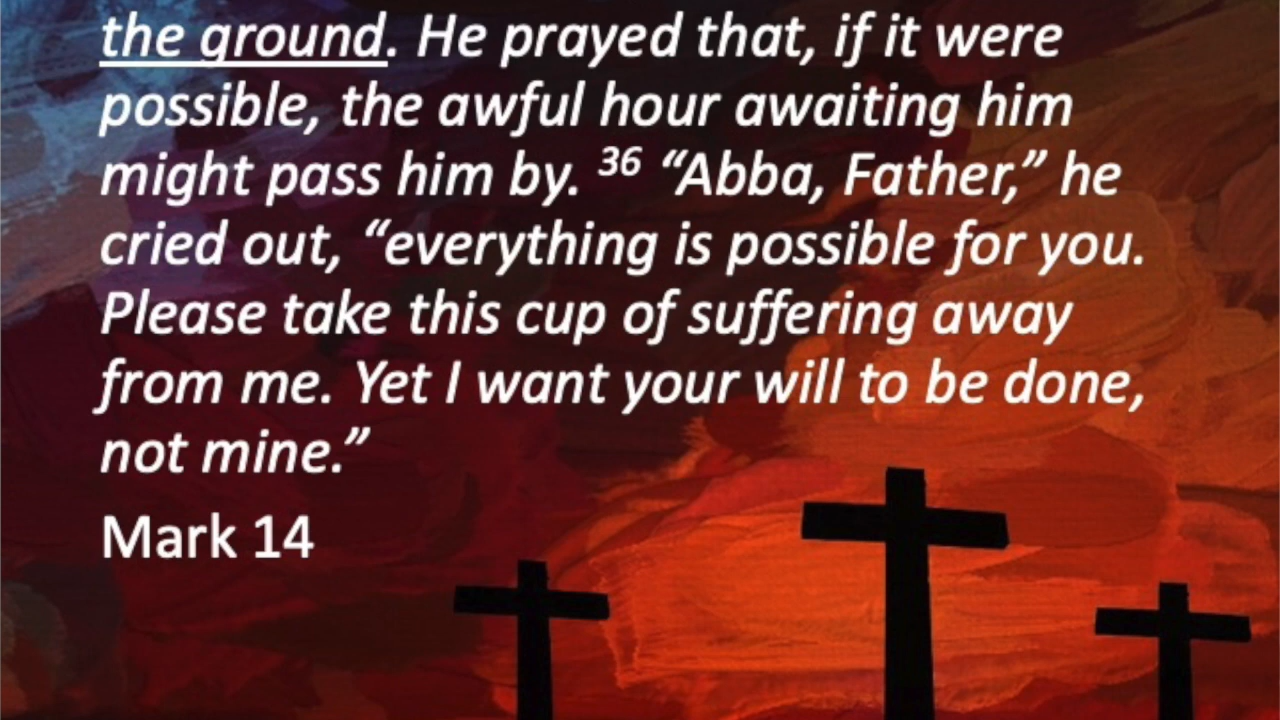 the ground. He prayed that, if it were
possible, the awful hour awaiting him
might pass him by. 36 “Abba, Father,” he
cried out, “everything is possible for you.
Please take this cup of suffering away
from me. Yet I want your will to be done,
not mine.”
Mark 14